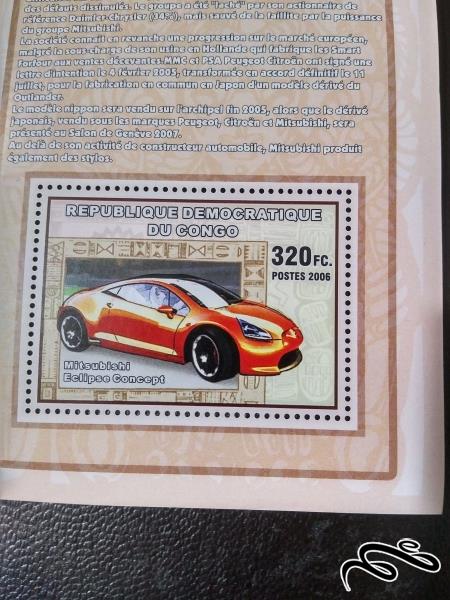 des défauts dissimulés. Le groupe a été "laché" par son actionnaire de
référence Daimler-Chrysler (34%), mais sauvé de la faillite par la puissance
du groupe Mitsubishi.
La société connait en revanche une progression sur le marché européen,
malgré la sous-charge de son usine en Hollande qui fabrique les Smart
Forfour aux ventes décevantes.MMC et PSA Peugeot Citroën ont signé une
lettre d'intention le 4 février 2005, transformée en accord définitif le 11
juillet, pour la fabrication en commun en Japon d'un modèle dérivé du
Outlander.
Le modèle nippon sera vendu sur l'archipel fin 2005, alors que le dérivé
japonais, vendu sous les marques Peugeot, Citroën et Mitsubishi, sera
présenté au Salon de Genève 2007.
Au delà de son activité de constructeur automobile, Mitsubishi produit
également des stylos.
REPUBLIQUE DEMOCRATIQUE
DU CONGO
320FC.
POSTES 2006
Mitsubishi
Eclipse Concept